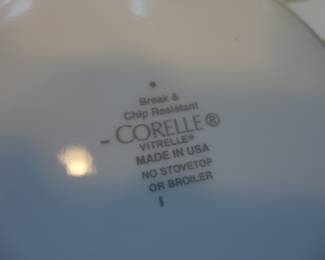 Break &
Chip Resistant
CORELLE®
VITRELLE®
MADE IN USA
NO STOVETOP
OR BROILER